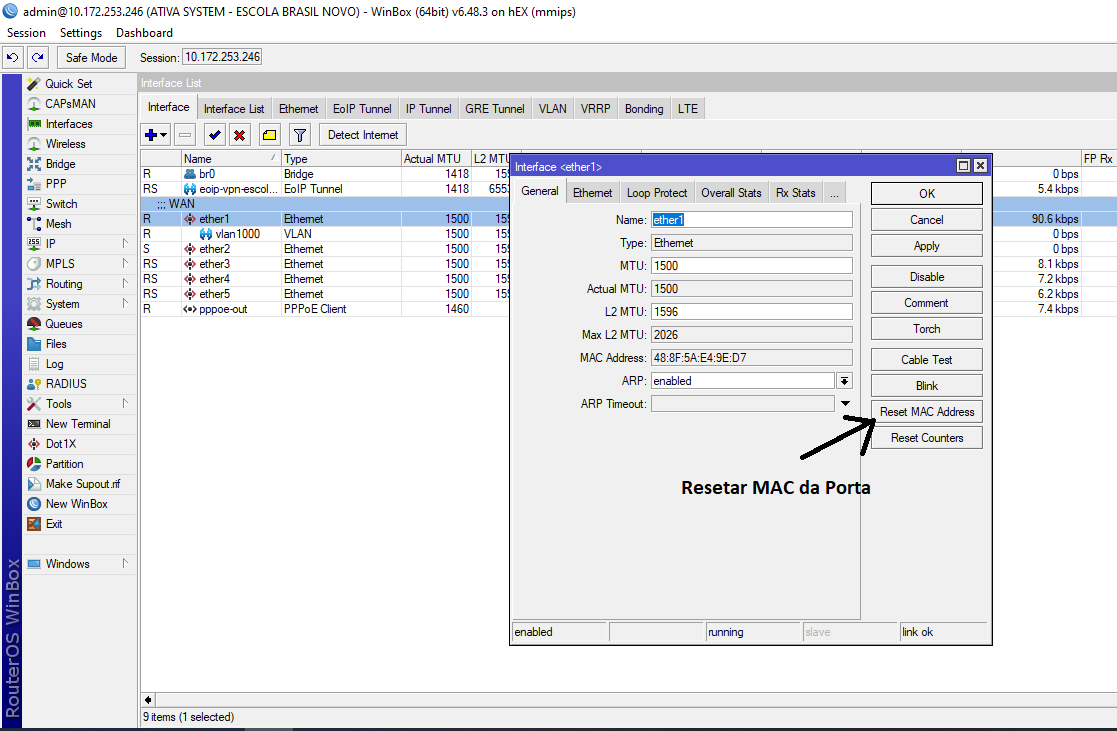 admin@10.172.253.246 (ATIVA SYSTEM - ESCOLA BRASIL NOVO) - WinBox (64bit) v6.48.3 on hEX (mmips)
Session Settings Dashboard
Safe Mode Session: 10.172.253.246
Quick Set
CAPsMAN
Interfaces
Wireless
Bridge
PPP
Switch
Mesh
IP
MPLS
Routing
System
Queues
Files
Log
RADIUS
Tools
New Terminal
Dot1X
Partition
Make Supout.rif
New WinBox
Exit
Windows
RouterOS WinBox
Interface List
Interface Interface List Ethernet EoIP Tunnel IP Tunnel GRE Tunnel VLAN VRRP Bonding LTE
Detect Internet
Name Type Actual MTU L2 MTU FP Rx
R br0 Bridge 1418 159 0 bps
RS eoip-vpn-escol... EoIP Tunnel 1418 6553 5.4 kbps
;;; WAN
R ether1 Ethernet 1500 159 90.6 kbps
R vlan1000 VLAN 1500 159 0 bps
S ether2 Ethernet 1500 159 0 bps
RS ether3 Ethernet 1500 159 8.1 kbps
RS ether4 Ethernet 1500 159 7.2 kbps
RS ether5 Ethernet 1500 159 6.2 kbps
R pppoe-out PPPoE Client 1460 7.4 kbps
Interface <ether1>
General Ethernet Loop Protect Overall Stats Rx Stats ...
Name: ether1
Type: Ethernet
MTU: 1500
Actual MTU: 1500
L2 MTU: 1596
Max L2 MTU: 2026
MAC Address: 48:8F:5A:E4:9E:D7
ARP: enabled
ARP Timeout:
OK
Cancel
Apply
Disable
Comment
Torch
Cable Test
Blink
Reset MAC Address
Reset Counters
Resetar MAC da Porta
enabled running slave link ok
9 items (1 selected)